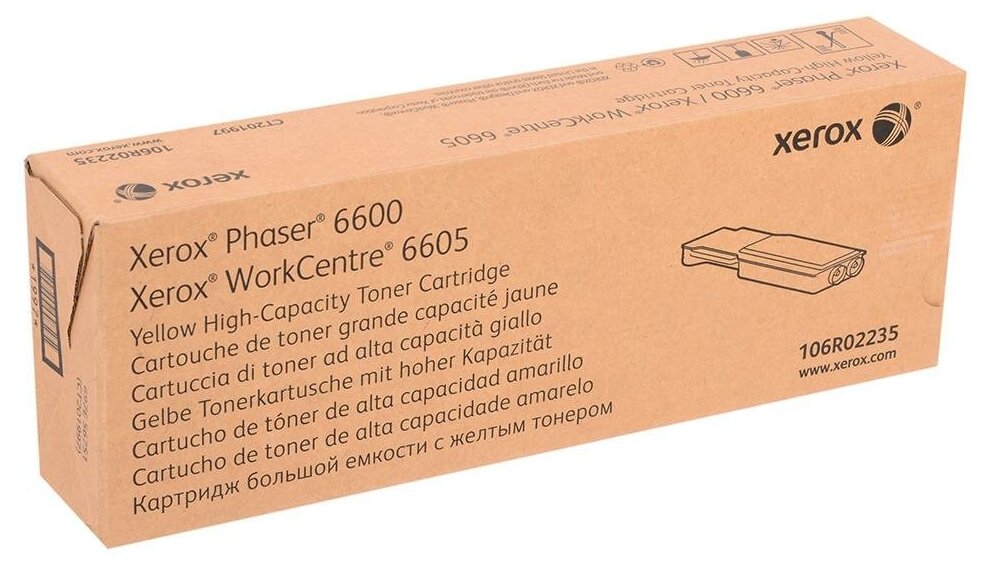 Xerox® Phaser® 6600 / Xerox® WorkCentre® 6605
Yellow High-Capacity Toner Cartridge
CT201997
106R02235
www.xerox.com
xerox
xerox
Xerox® Phaser® 6600
Xerox® WorkCentre® 6605
Yellow High-Capacity Toner Cartridge
Cartouche de toner grande capacité jaune
Cartuccia di toner ad alta capacità giallo
Gelbe Tonerkartusche mit hoher Kapazität
Cartucho de tóner de alta capacidad amarillo
Cartucho de toner de alta capacidade amarelo
Картридж большой емкости с желтым тонером
106R02235
www.xerox.com
(CT201997)